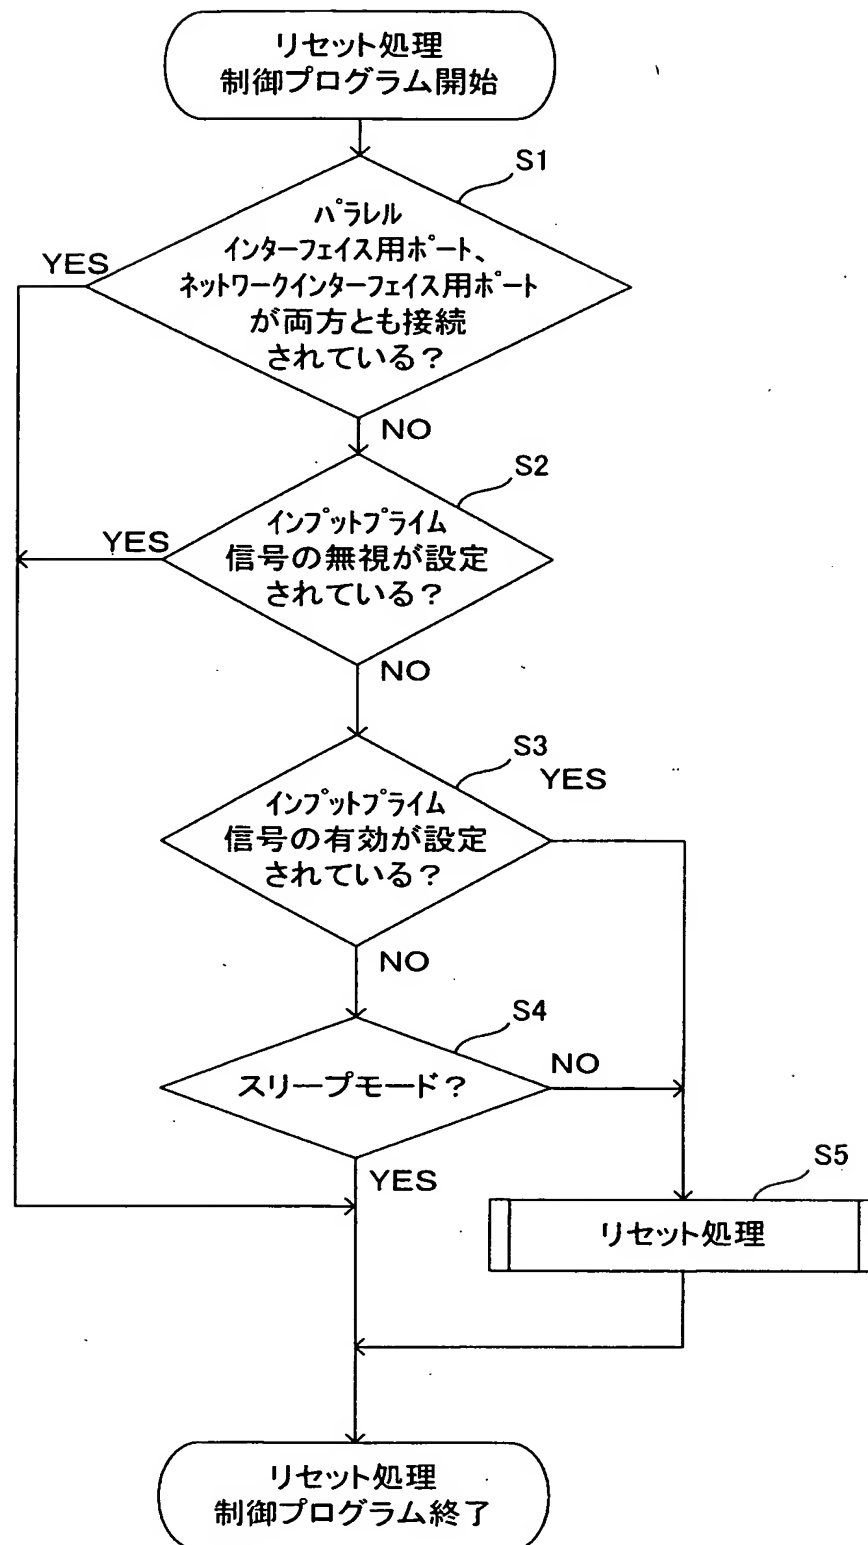 リセット処理
制御プログラム開始
S1
パラレル
インターフェイス用ポート、
ネットワークインターフェイス用ポート
が両方とも接続
されている?
YES
NO
S2
インプットプライム
信号の無視が設定
されている?
YES
NO
S3
インプットプライム
信号の有効が設定
されている?
YES
NO
S4
スリープモード?
NO
YES
S5
リセット処理
リセット処理
制御プログラム終了